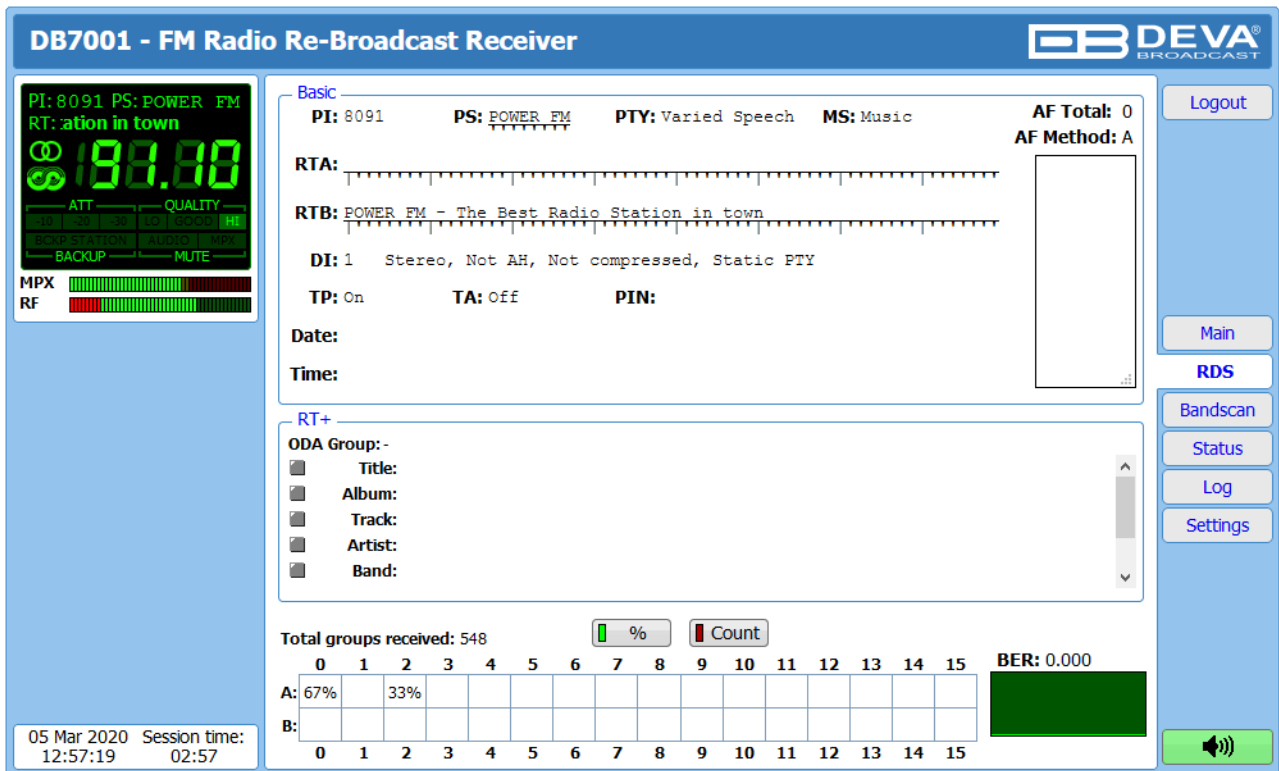 DB7001 - FM Radio Re-Broadcast Receiver
DEVA®
BROADCAST
PI: 8091 PS: POWER FM
RT: :ation in town
91.10
ATT QUALITY
-10 -20 -30 LO GOOD HI
BCKP STATION AUDIO MPX
BACKUP MUTE
MPX
RF
Basic
PI: 8091 PS: POWER FM PTY: Varied Speech MS: Music AF Total: 0
AF Method: A
RTA:
RTB: POWER FM - The Best Radio Station in town
DI: 1 Stereo, Not AH, Not compressed, Static PTY
TP: On TA: Off PIN:
Date:
Time:
RT+
ODA Group: -
Title:
Album:
Track:
Artist:
Band:
Total groups received: 548 % Count
0 1 2 3 4 5 6 7 8 9 10 11 12 13 14 15 BER: 0.000
A: 67% 33%
B:
0 1 2 3 4 5 6 7 8 9 10 11 12 13 14 15
Logout
Main
RDS
Bandscan
Status
Log
Settings
05 Mar 2020 Session time:
12:57:19 02:57